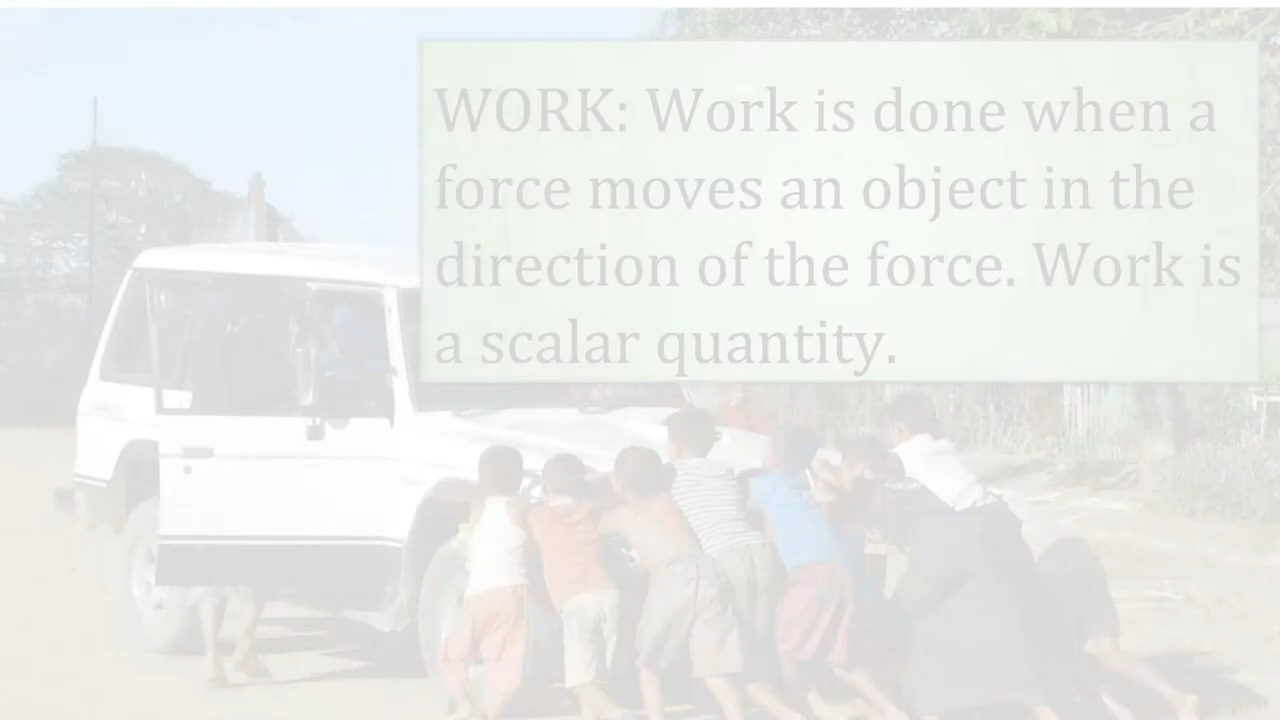 WORK: Work is done when a
force moves an object in the
direction of the force. Work is
a scalar quantity.